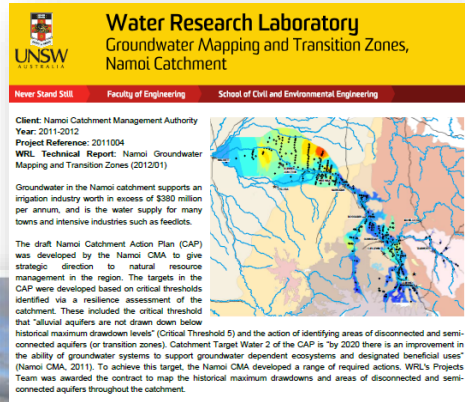 UNSW
AUSTRALIA
Water Research Laboratory
Groundwater Mapping and Transition Zones,
Namoi Catchment
Never Stand Still
Faculty of Engineering
School of Civil and Environmental Engineering
Client: Namoi Catchment Management Authority
Year: 2011-2012
Project Reference: 2011004
WRL Technical Report: Namoi Groundwater
Mapping and Transition Zones (2012/01)
Groundwater in the Namoi catchment supports an
irrigation industry worth in excess of $380 million
per annum, and is the water supply for many
towns and intensive industries such as feedlots.
The draft Namoi Catchment Action Plan (CAP)
was developed by the Namoi CMA to give
strategic direction to natural resource
management in the region. The targets in the
CAP were developed based on critical thresholds
identified via a resilience assessment of the
catchment. These included the critical threshold
that "alluvial aquifers are not drawn down below
historical maximum drawdown levels" (Critical Threshold 5) and the action of identifying areas of disconnected and semi-
connected aquifers (or transition zones). Catchment Target Water 2 of the CAP is "by 2020 there is an improvement in
the ability of groundwater systems to support groundwater dependent ecosystems and designated beneficial uses"
(Namoi CMA, 2011). To achieve this target, the Namoi CMA developed a range of required actions. WRL's Projects
Team was awarded the contract to map the historical maximum drawdowns and areas of disconnected and semi-
connected aquifers throughout the catchment.